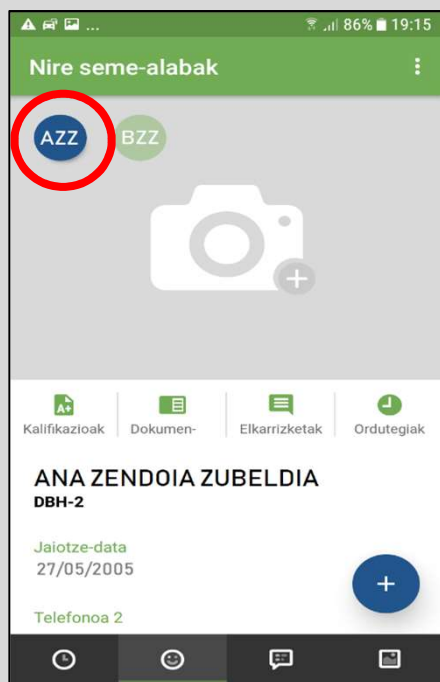 ... 86% 19:15
Nire seme-alabak
AZZ BZZ
A+
Kalifikazioak Dokumen- Elkarrizketak Ordutegiak
ANA ZENDOIA ZUBELDIA
DBH-2
Jaiotze-data
27/05/2005
Telefonoa 2